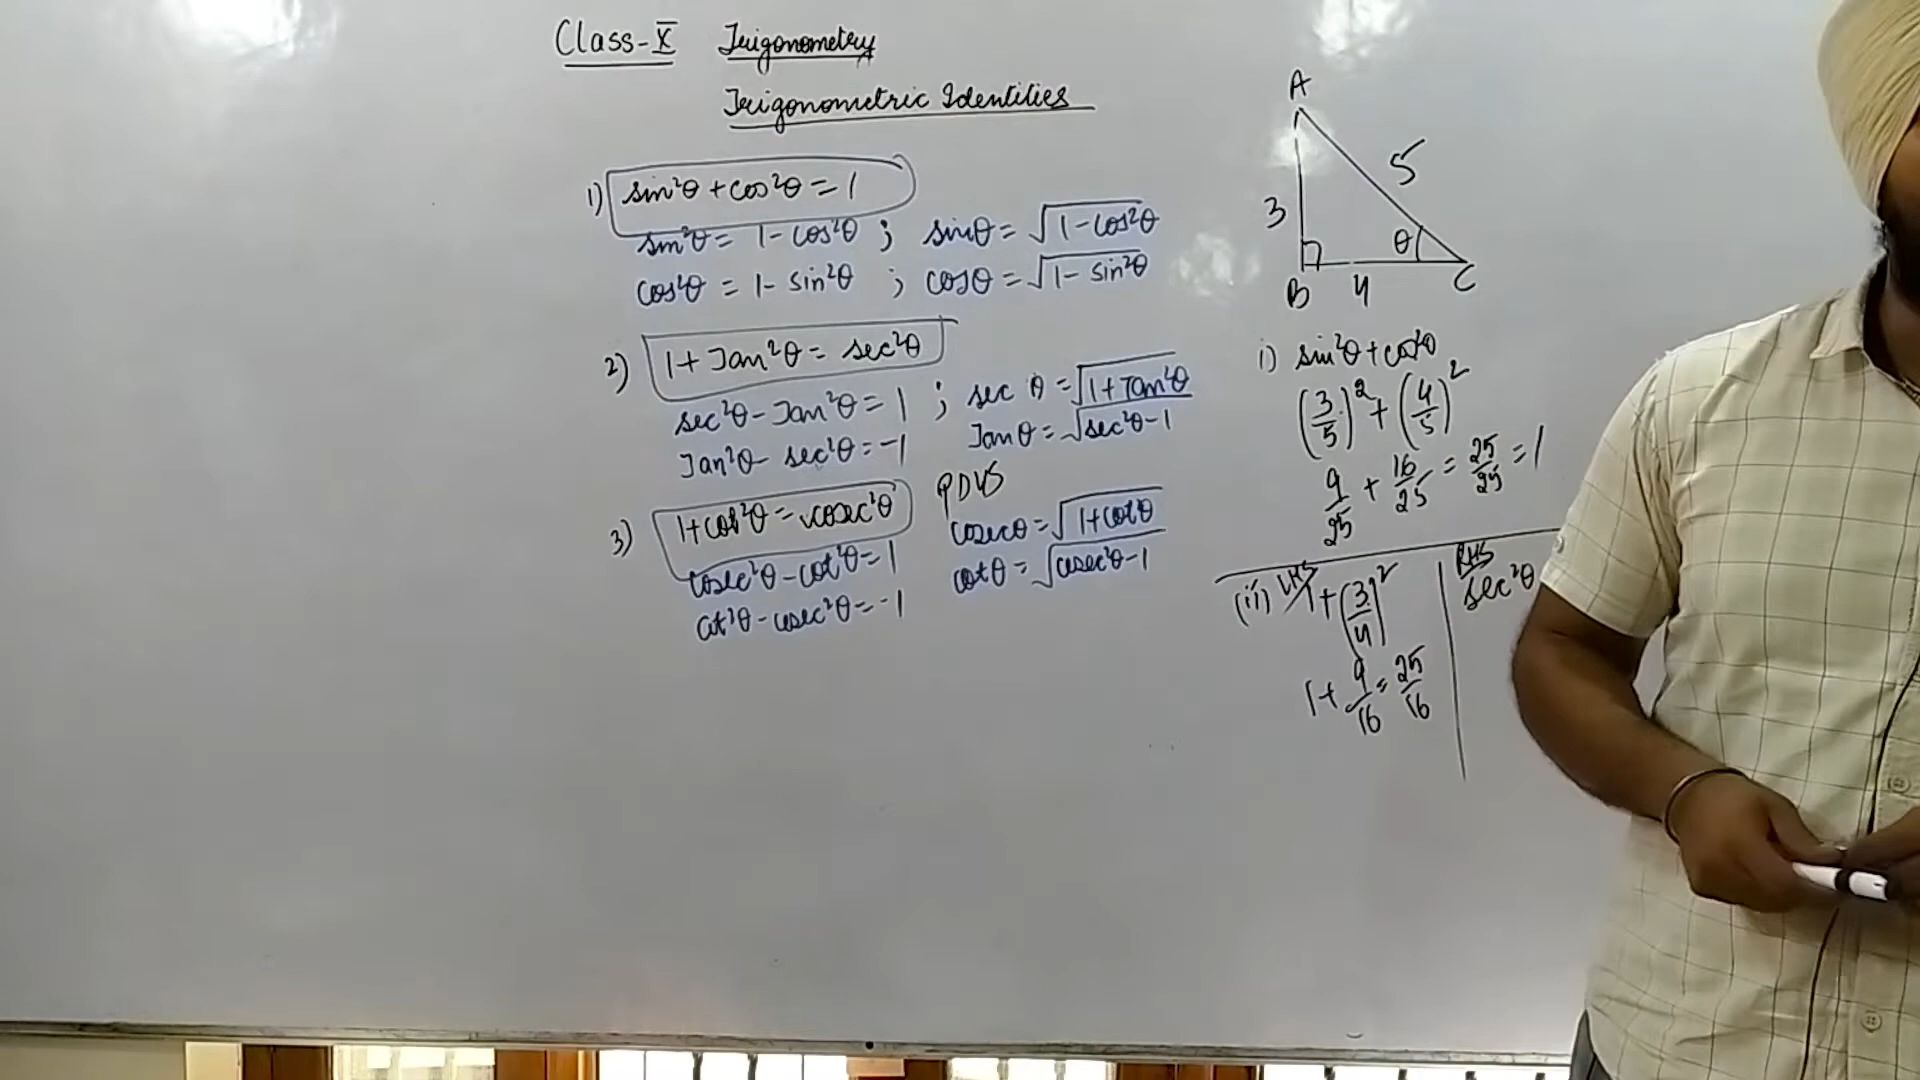 Class-X Trigonometry
Trigonometric Identities
1) sin²θ + cos²θ = 1
sin²θ = 1 - cos²θ ; sinθ = √1 - cos²θ
cos²θ = 1 - sin²θ ; cosθ = √1 - sin²θ
2) 1 + Tan²θ = sec²θ
sec²θ - Tan²θ = 1 ; sec θ = √1 + Tan²θ
Tan²θ - sec²θ = -1 Tanθ = √sec²θ - 1
3) 1 + cot²θ = cosec²θ
cosec²θ - cot²θ = 1 cosecθ = √1 + cot²θ
cot²θ - cosec²θ = -1 cotθ = √cosec²θ - 1
A
3 5
θ
B 4 C
i) sin²θ + cos²θ
(3/5)² + (4/5)²
9/25 + 16/25 = 25/25 = 1
(ii) LHS 1 + (3/4)²
1 + 9/16 = 25/16
RHS
sec²θ